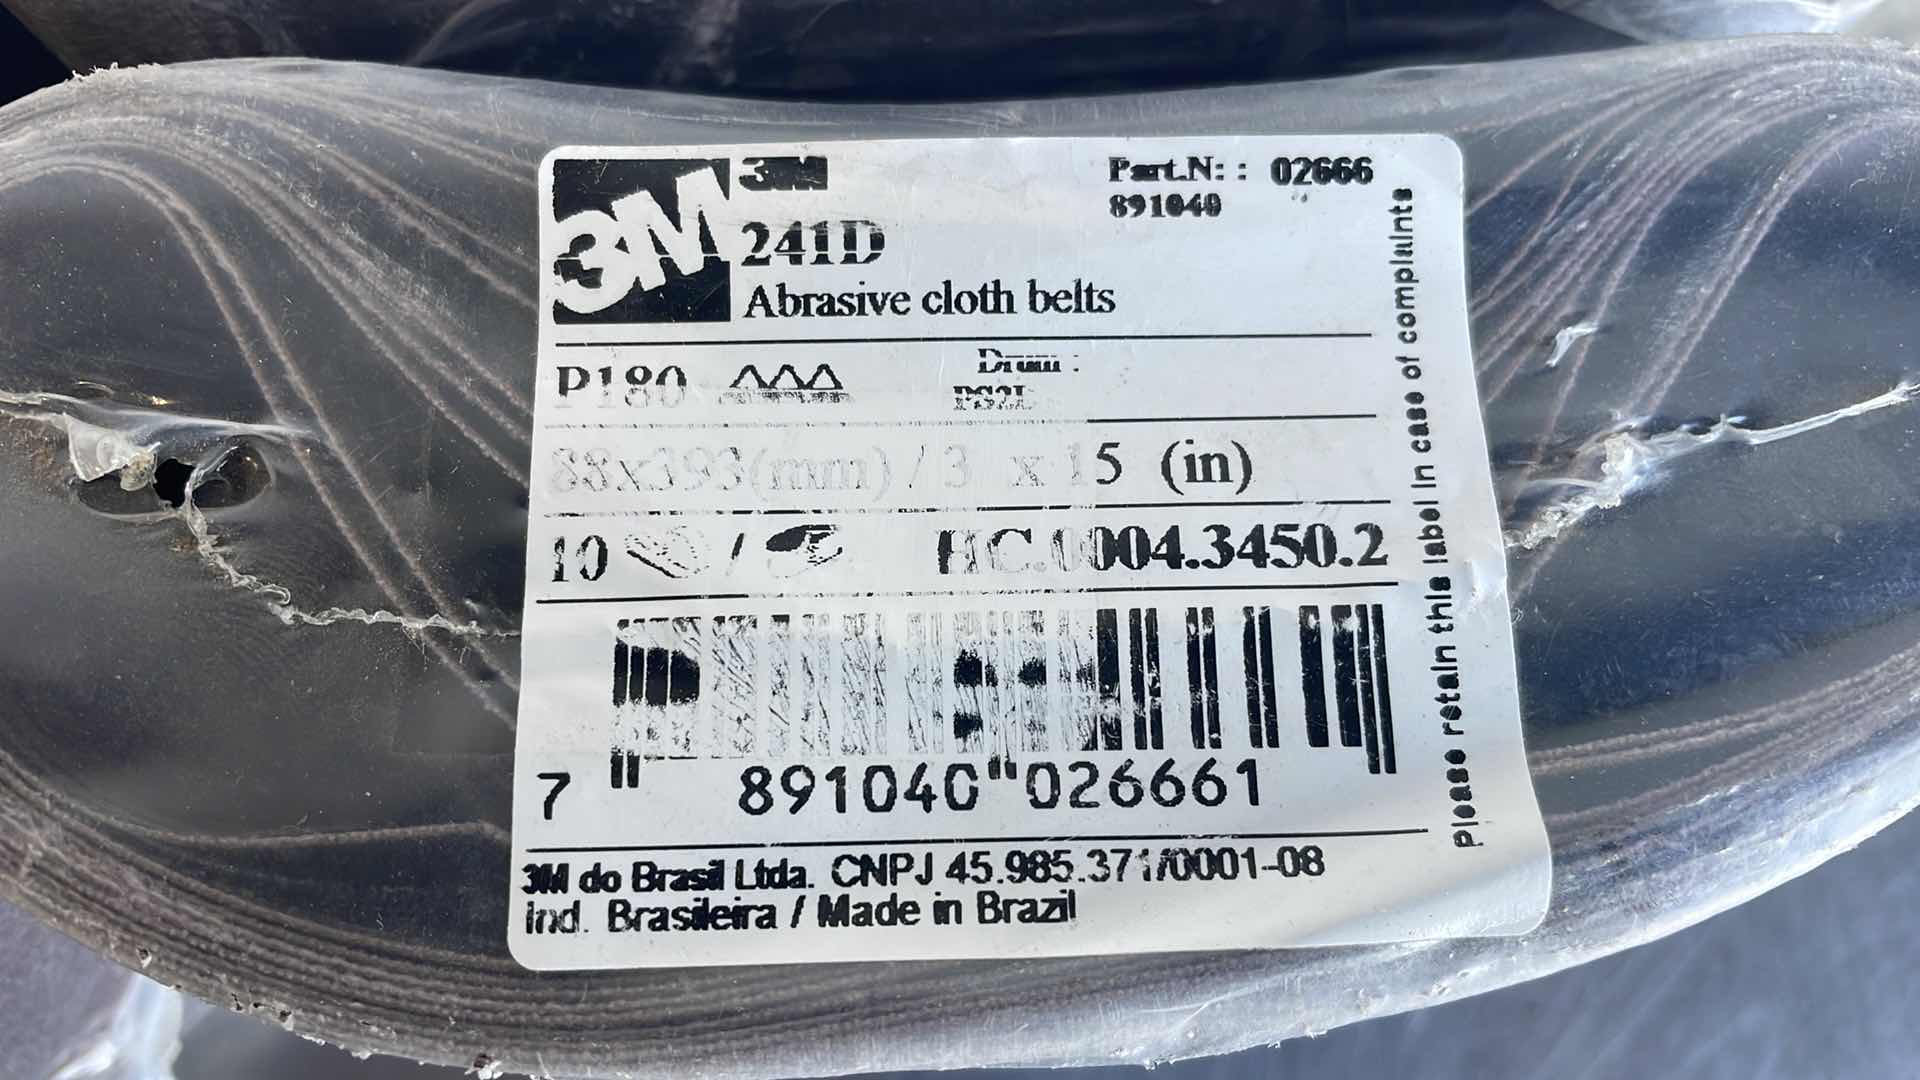 3M
3M
Part.N: : 02666
891040
241D
Abrasive cloth belts
P180
Drum :
PS2L
88x393(mm) / 3 x 15 (in)
10 / HC.0004.3450.2
7 891040 026661
3M do Brasil Ltda. CNPJ 45.985.371/0001-08
Ind. Brasileira / Made in Brazil
Please retain this label in case of complaints